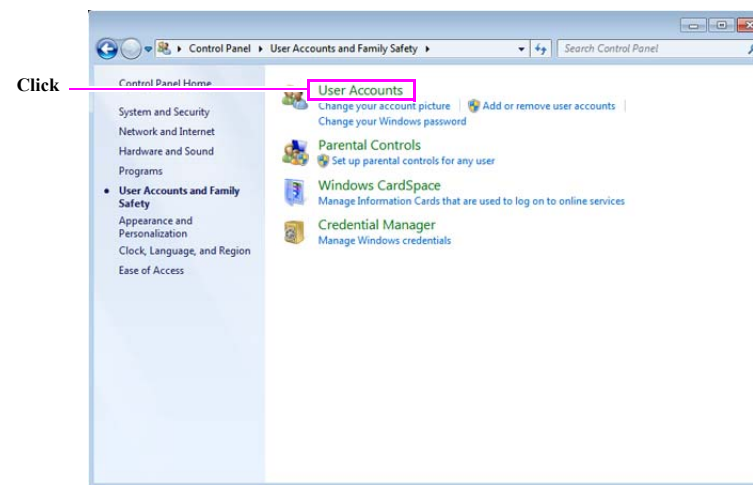 Control Panel ▸ User Accounts and Family Safety ▸
Search Control Panel
Click
Control Panel Home
System and Security
Network and Internet
Hardware and Sound
Programs
• User Accounts and Family
Safety
Appearance and
Personalization
Clock, Language, and Region
Ease of Access
User Accounts
Change your account picture | Add or remove user accounts |
Change your Windows password
Parental Controls
Set up parental controls for any user
Windows CardSpace
Manage Information Cards that are used to log on to online services
Credential Manager
Manage Windows credentials